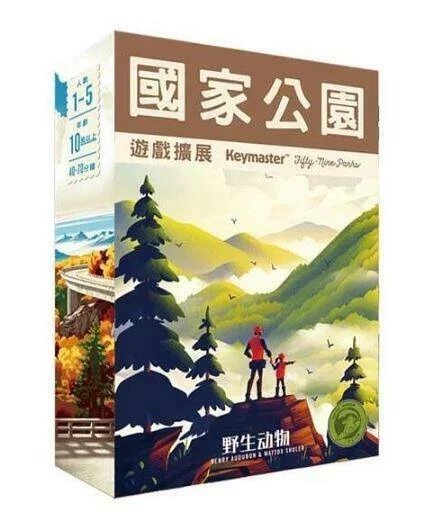 國家公園
遊戲擴展 Keymaster™ Fifty-Nine Parks
野生动物
HENRY AUDUBON & MATTOX SHULER
人數
1-5
年齡
10歲以上
40-70分鐘